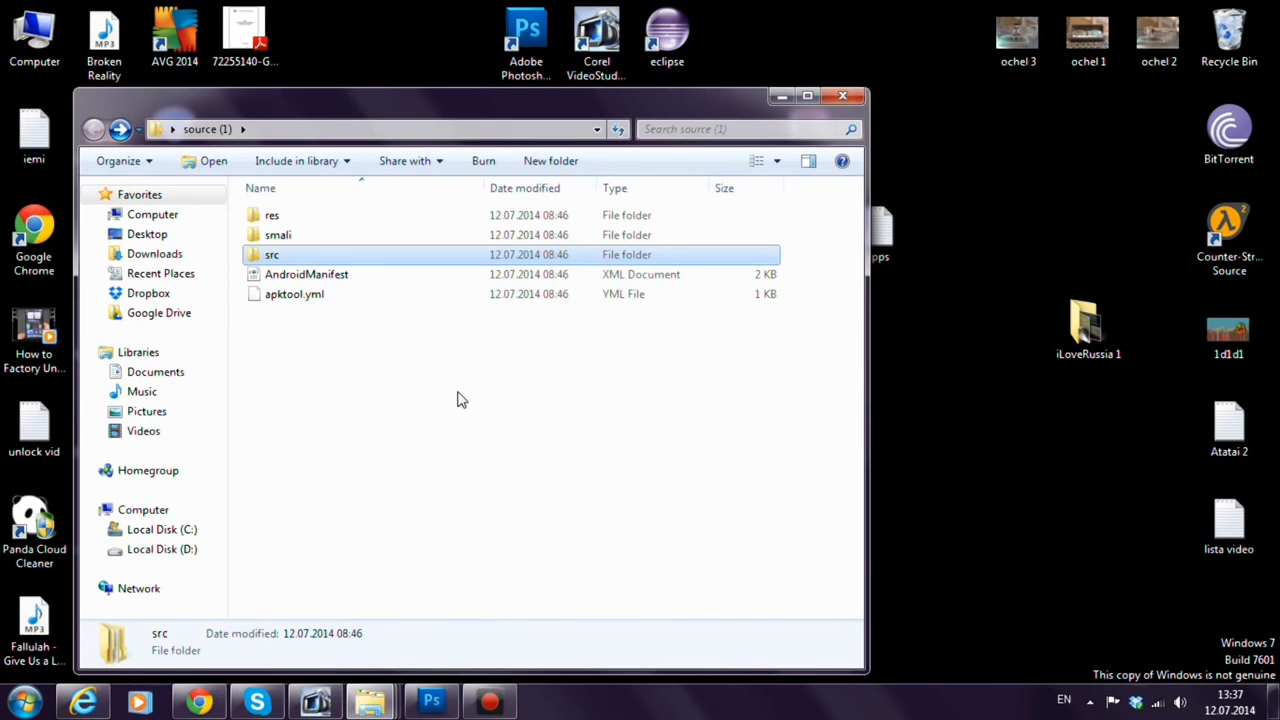 Computer
Broken
Reality
AVG 2014
72255140-G...
Adobe
Photosh...
Corel
VideoStud...
eclipse
ochel 3
ochel 1
ochel 2
Recycle Bin
iemi
Google
Chrome
How to
Factory Un...
unlock vid
Panda Cloud
Cleaner
Fallulah -
Give Us a L...
source (1)
Search source (1)
Organize
Open
Include in library
Share with
Burn
New folder
Name
Date modified
Type
Size
Favorites
Computer
Desktop
Downloads
Recent Places
Dropbox
Google Drive
Libraries
Documents
Music
Pictures
Videos
Homegroup
Computer
Local Disk (C:)
Local Disk (D:)
Network
res 12.07.2014 08:46 File folder
smali 12.07.2014 08:46 File folder
src 12.07.2014 08:46 File folder
AndroidManifest 12.07.2014 08:46 XML Document 2 KB
apktool.yml 12.07.2014 08:46 YML File 1 KB
src Date modified: 12.07.2014 08:46
File folder
pps
iLoveRussia 1
BitTorrent
Counter-Str...
Source
1d1d1
Atatai 2
lista video
Windows 7
Build 7601
This copy of Windows is not genuine
EN
13:37
12.07.2014